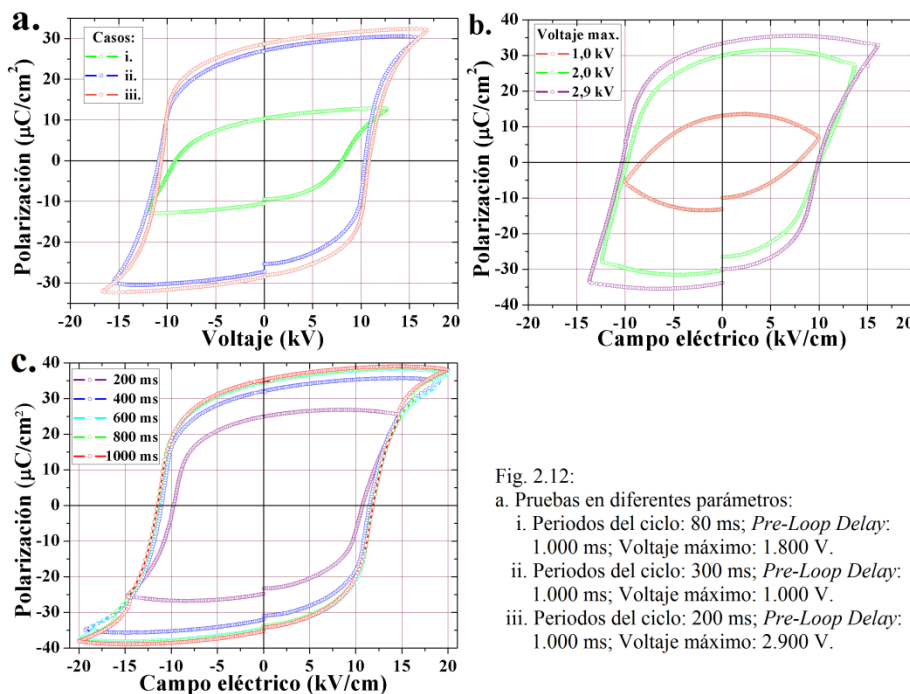 a.
Polarización (µC/cm²)
30
20
10
0
-10
-20
-30
Casos:
i.
ii.
iii.
-20 -15 -10 -5 0 5 10 15 20
Voltaje (kV)
b.
Polarización (µC/cm²)
40
30
20
10
0
-10
-20
-30
-40
Voltaje max.
1,0 kV
2,0 kV
2,9 kV
-20 -15 -10 -5 0 5 10 15 20
Campo eléctrico (kV/cm)
c.
Polarización (µC/cm²)
40
30
20
10
0
-10
-20
-30
-40
200 ms
400 ms
600 ms
800 ms
1000 ms
-20 -15 -10 -5 0 5 10 15 20
Campo eléctrico (kV/cm)
Fig. 2.12:
a. Pruebas en diferentes parámetros:
i. Periodos del ciclo: 80 ms; Pre-Loop Delay:
1.000 ms; Voltaje máximo: 1.800 V.
ii. Periodos del ciclo: 300 ms; Pre-Loop Delay:
1.000 ms; Voltaje máximo: 1.000 V.
iii. Periodos del ciclo: 200 ms; Pre-Loop Delay:
1.000 ms; Voltaje máximo: 2.900 V.